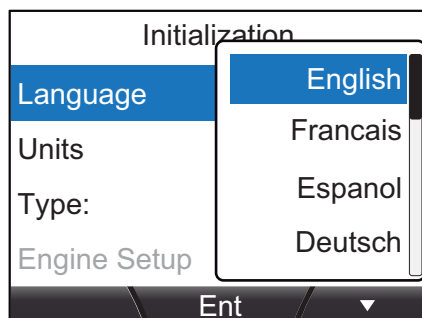 Initialization
Language
English
Units
Francais
Type:
Espanol
Engine Setup
Deutsch
Ent